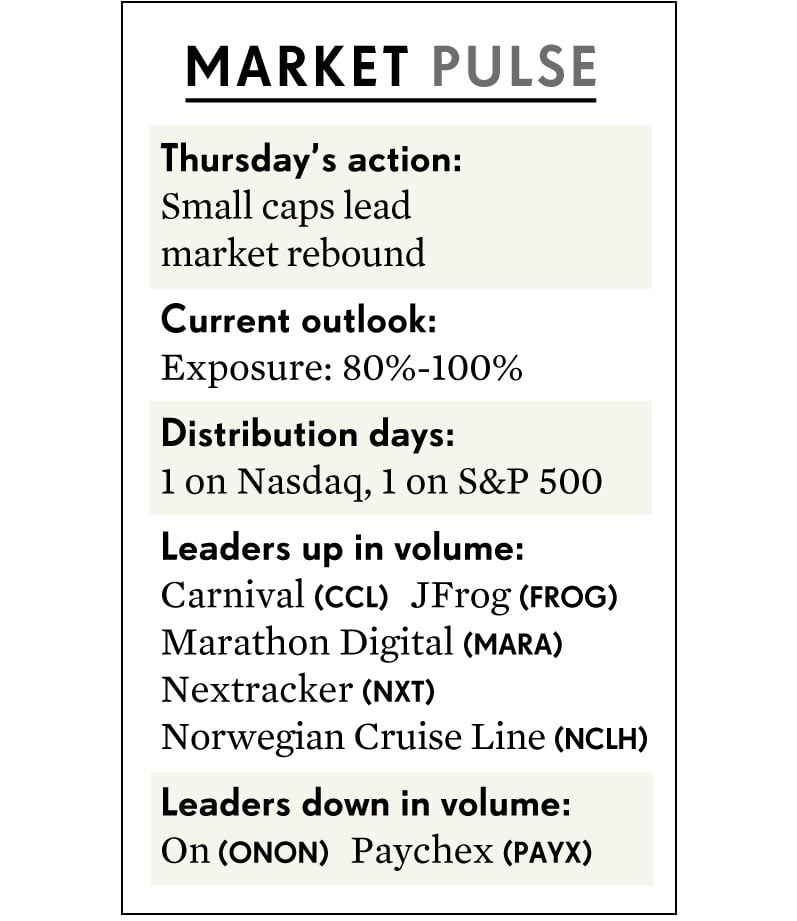 MARKET PULSE
Thursday's action:
Small caps lead
market rebound
Current outlook:
Exposure: 80%-100%
Distribution days:
1 on Nasdaq, 1 on S&P 500
Leaders up in volume:
Carnival (CCL) JFrog (FROG)
Marathon Digital (MARA)
Nextracker (NXT)
Norwegian Cruise Line (NCLH)
Leaders down in volume:
On (ONON) Paychex (PAYX)